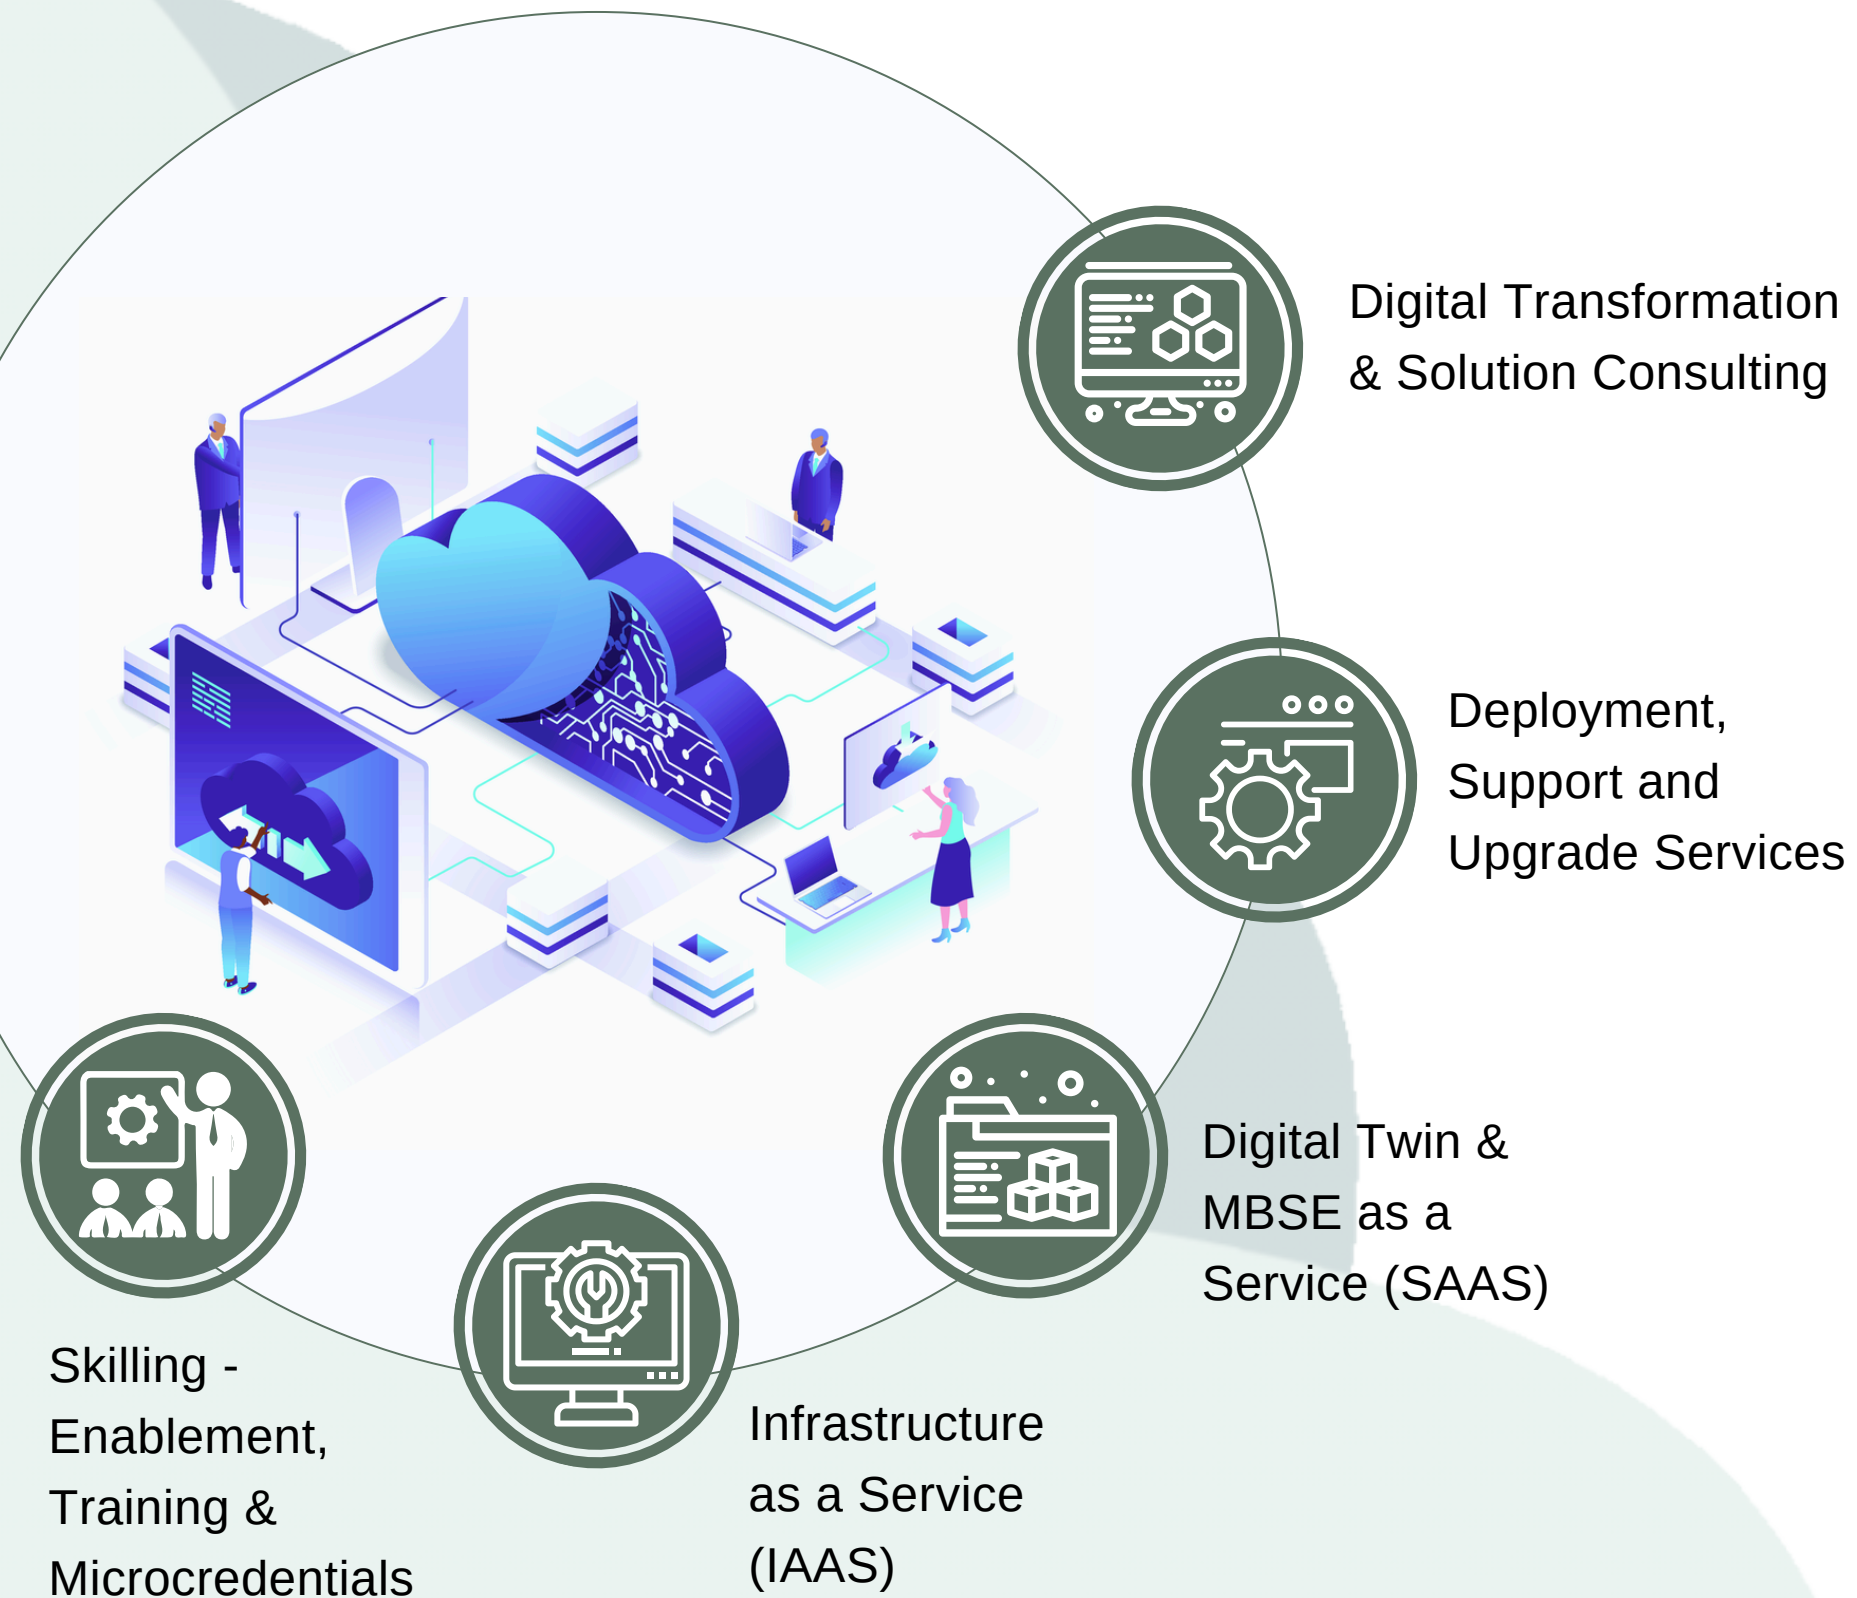 Digital Transformation
& Solution Consulting
Deployment,
Support and
Upgrade Services
Digital Twin &
MBSE as a
Service (SAAS)
Infrastructure
as a Service
(IAAS)
Skilling -
Enablement,
Training &
Microcredentials